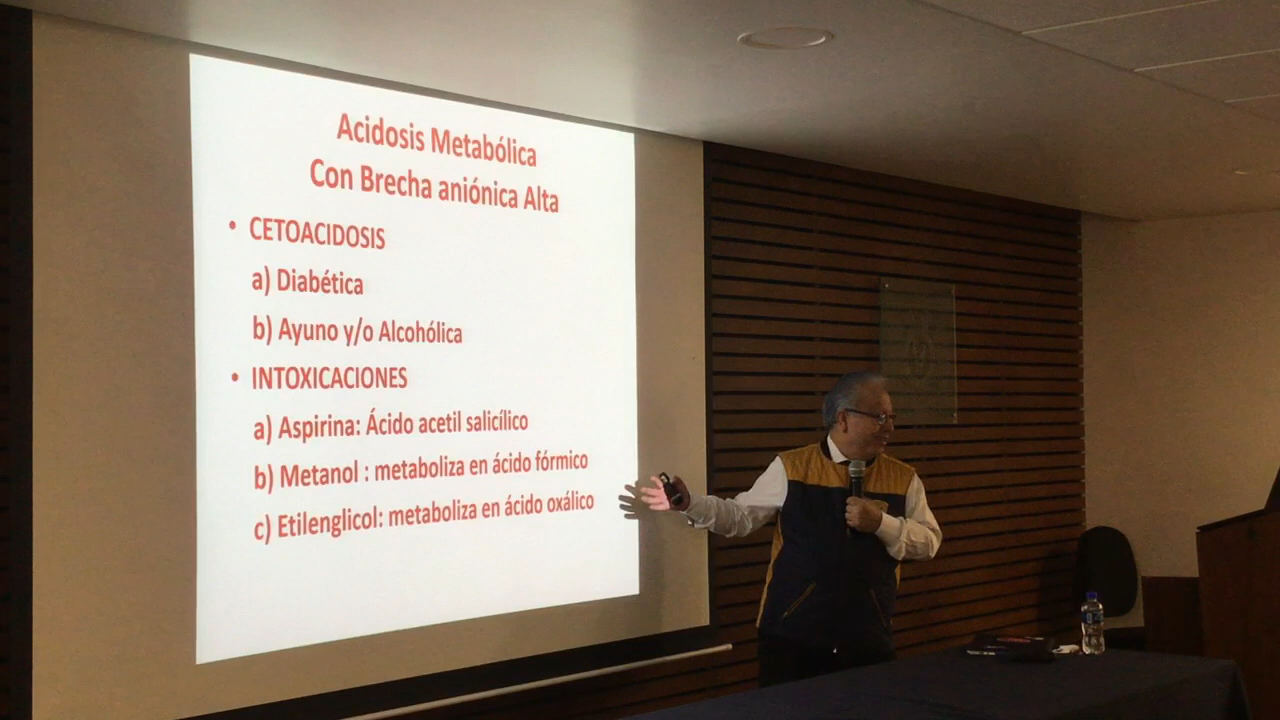 Acidosis Metabólica
Con Brecha aniónica Alta
• CETOACIDOSIS
a) Diabética
b) Ayuno y/o Alcohólica
• INTOXICACIONES
a) Aspirina: Ácido acetil salicílico
b) Metanol : metaboliza en ácido fórmico
c) Etilenglicol: metaboliza en ácido oxálico